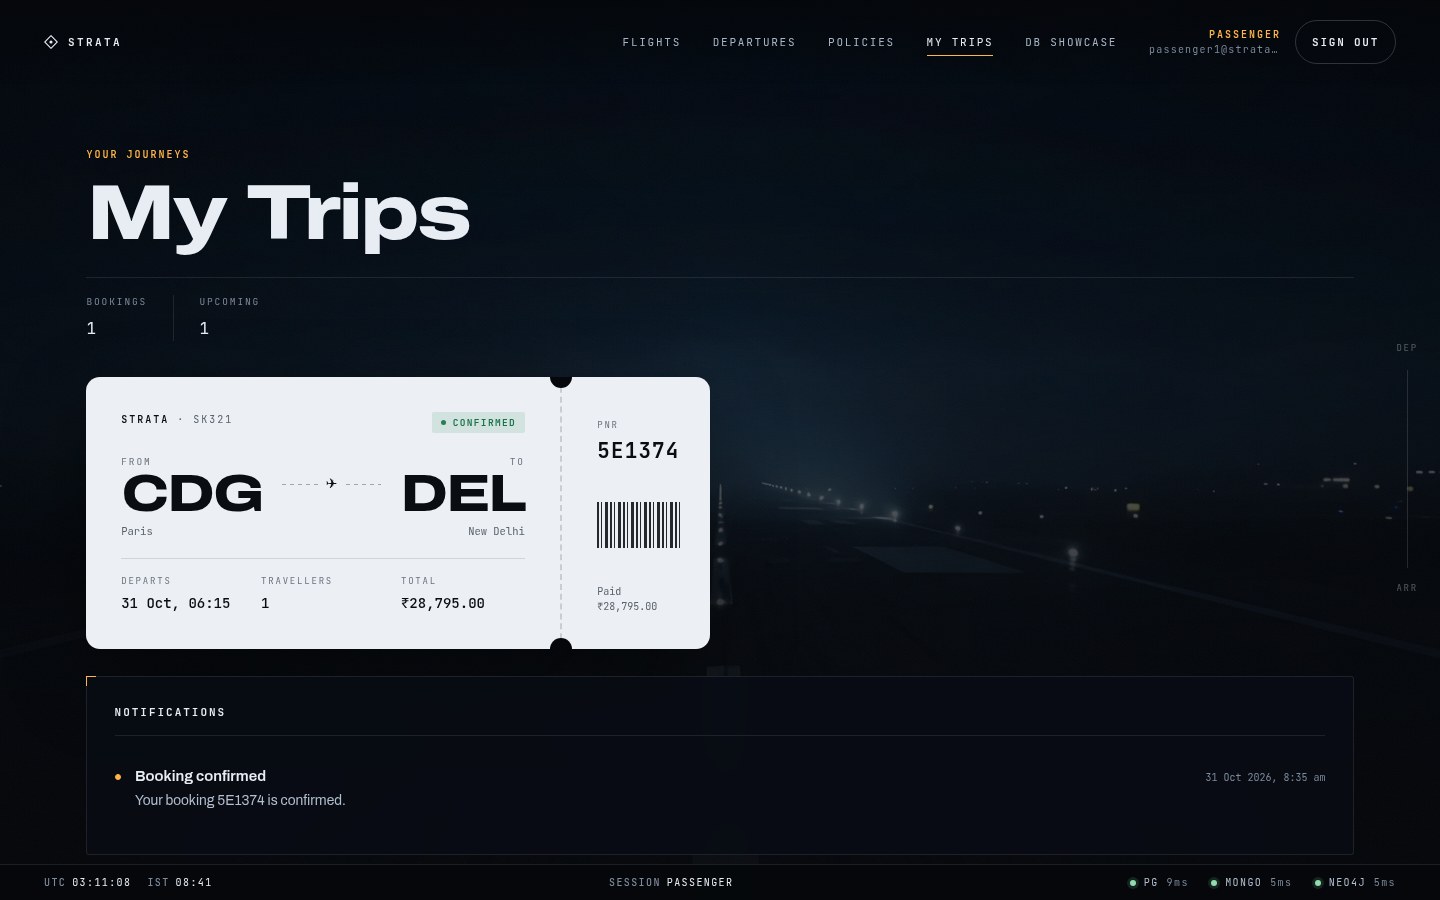 STRATA
FLIGHTS DEPARTURES POLICIES MY TRIPS DB SHOWCASE
PASSENGER
passenger1@strata…
SIGN OUT
YOUR JOURNEYS
My Trips
BOOKINGS UPCOMING
1 1
DEP
STRATA · SK321
CONFIRMED
FROM TO
CDG ✈ DEL
Paris New Delhi
DEPARTS TRAVELLERS TOTAL
31 Oct, 06:15 1 ₹28,795.00
PNR
5E1374
Paid
₹28,795.00
ARR
NOTIFICATIONS
Booking confirmed
31 Oct 2026, 8:35 am
Your booking 5E1374 is confirmed.
UTC 03:11:08 IST 08:41 SESSION PASSENGER PG 9ms MONGO 5ms NEO4J 5ms